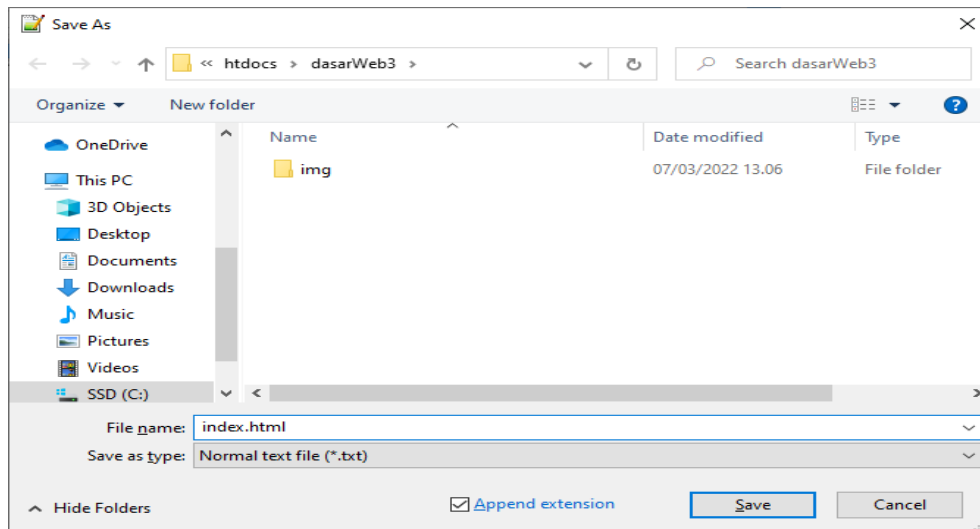 Save As
« htdocs > dasarWeb3 >
Search dasarWeb3
Organize
New folder
?
Name
Date modified
Type
OneDrive
This PC
3D Objects
Desktop
Documents
Downloads
Music
Pictures
Videos
SSD (C:)
img
07/03/2022 13.06
File folder
File name: index.html
Save as type: Normal text file (*.txt)
Hide Folders
Append extension
Save
Cancel